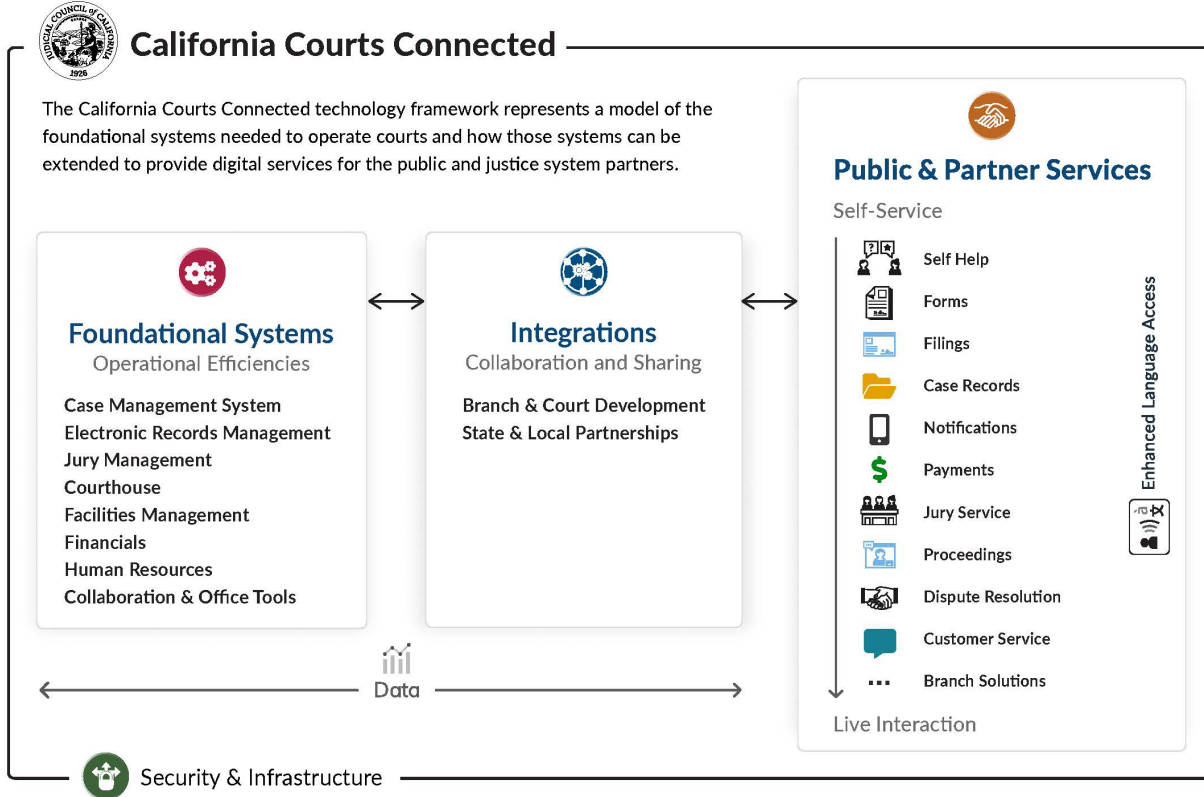 JUDICIAL COUNCIL of CALIFORNIA
1926
California Courts Connected
The California Courts Connected technology framework represents a model of the
foundational systems needed to operate courts and how those systems can be
extended to provide digital services for the public and justice system partners.
Foundational Systems
Operational Efficiencies
Case Management System
Electronic Records Management
Jury Management
Courthouse
Facilities Management
Financials
Human Resources
Collaboration & Office Tools
Integrations
Collaboration and Sharing
Branch & Court Development
State & Local Partnerships
Data
Public & Partner Services
Self-Service
Self Help
Forms
Filings
Case Records
Notifications
Payments
Jury Service
Proceedings
Dispute Resolution
Customer Service
Branch Solutions
Live Interaction
Enhanced Language Access
Security & Infrastructure